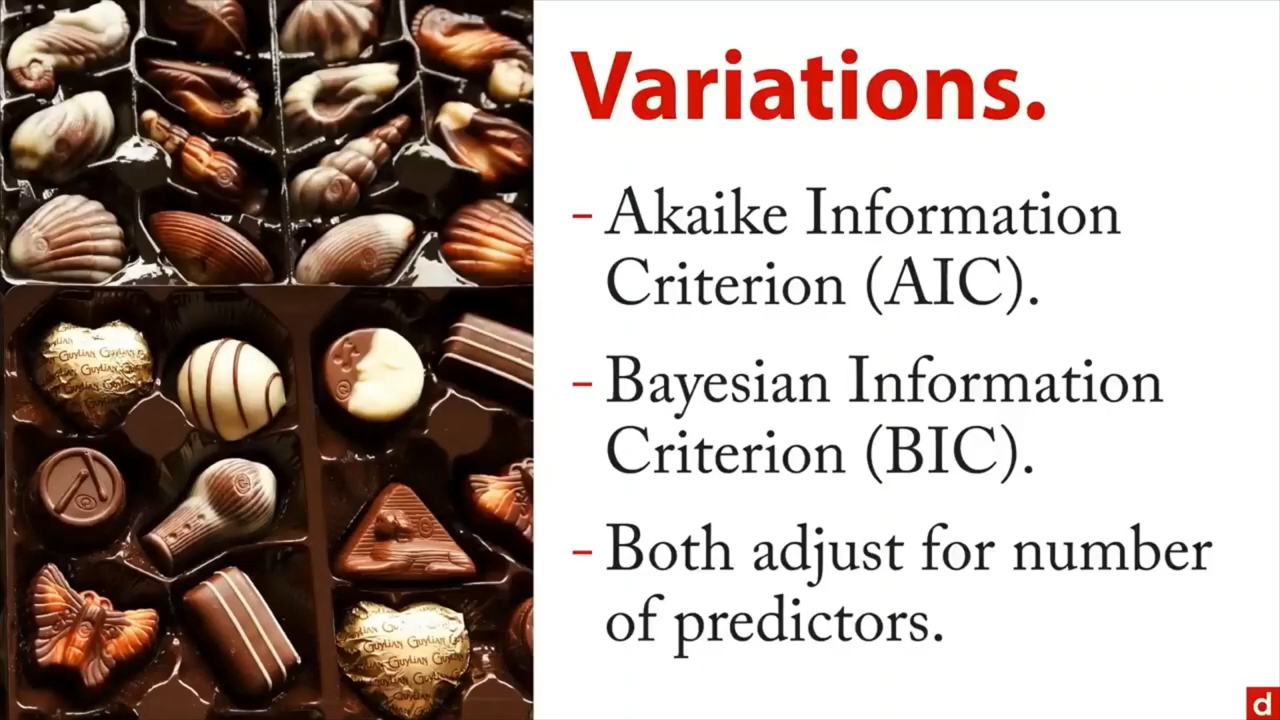 Variations.
- Akaike Information
Criterion (AIC).
- Bayesian Information
Criterion (BIC).
- Both adjust for number
of predictors.
GUYLIAN GUYLIAN
GUYLIAN GUYLIAN
d